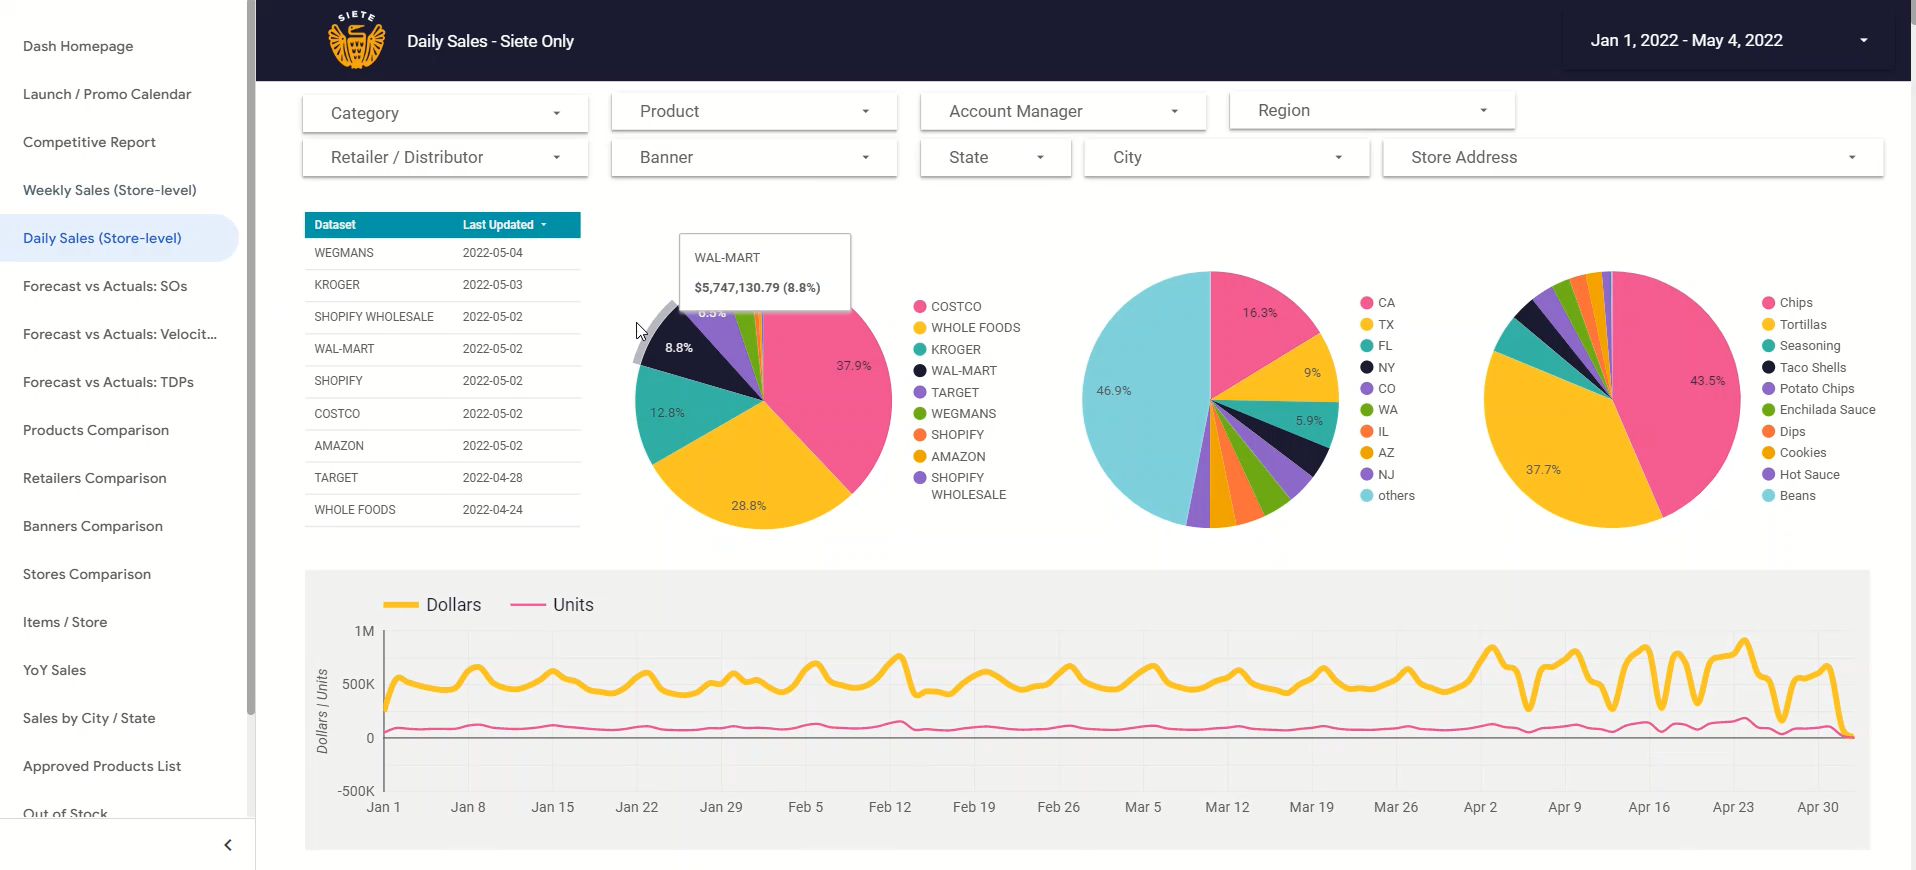 Dash Homepage
Launch / Promo Calendar
Competitive Report
Weekly Sales (Store-level)
Daily Sales (Store-level)
Forecast vs Actuals: SOs
Forecast vs Actuals: Velocit...
Forecast vs Actuals: TDPs
Products Comparison
Retailers Comparison
Banners Comparison
Stores Comparison
Items / Store
YoY Sales
Sales by City / State
Approved Products List
Out of Stock
SIETE
Daily Sales - Siete Only
Jan 1, 2022 - May 4, 2022
Category
Product
Account Manager
Region
Retailer / Distributor
Banner
State
City
Store Address
Dataset Last Updated
WEGMANS 2022-05-04
KROGER 2022-05-03
SHOPIFY WHOLESALE 2022-05-02
WAL-MART 2022-05-02
SHOPIFY 2022-05-02
COSTCO 2022-05-02
AMAZON 2022-05-02
TARGET 2022-04-28
WHOLE FOODS 2022-04-24
WAL-MART
$5,747,130.79 (8.8%)
6.5%
8.8%
37.9%
12.8%
28.8%
COSTCO
WHOLE FOODS
KROGER
WAL-MART
TARGET
WEGMANS
SHOPIFY
AMAZON
SHOPIFY
WHOLESALE
16.3%
9%
46.9%
5.9%
CA
TX
FL
NY
CO
WA
IL
AZ
NJ
others
43.5%
37.7%
Chips
Tortillas
Seasoning
Taco Shells
Potato Chips
Enchilada Sauce
Dips
Cookies
Hot Sauce
Beans
Dollars Units
Dollars | Units
1M
500K
0
-500K
Jan 1 Jan 8 Jan 15 Jan 22 Jan 29 Feb 5 Feb 12 Feb 19 Feb 26 Mar 5 Mar 12 Mar 19 Mar 26 Apr 2 Apr 9 Apr 16 Apr 23 Apr 30